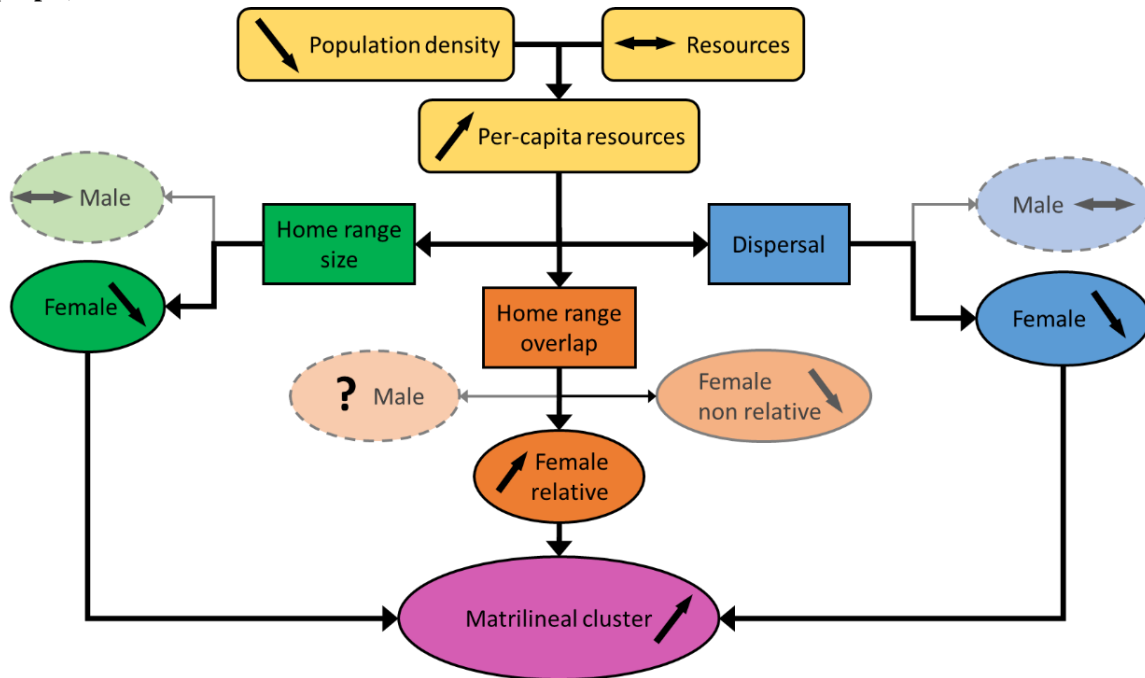 Population density
Resources
Per-capita resources
Male
Home range
size
Dispersal
Male
Female
Home range
overlap
Female
? Male
Female
non relative
Female
relative
Matrilineal cluster